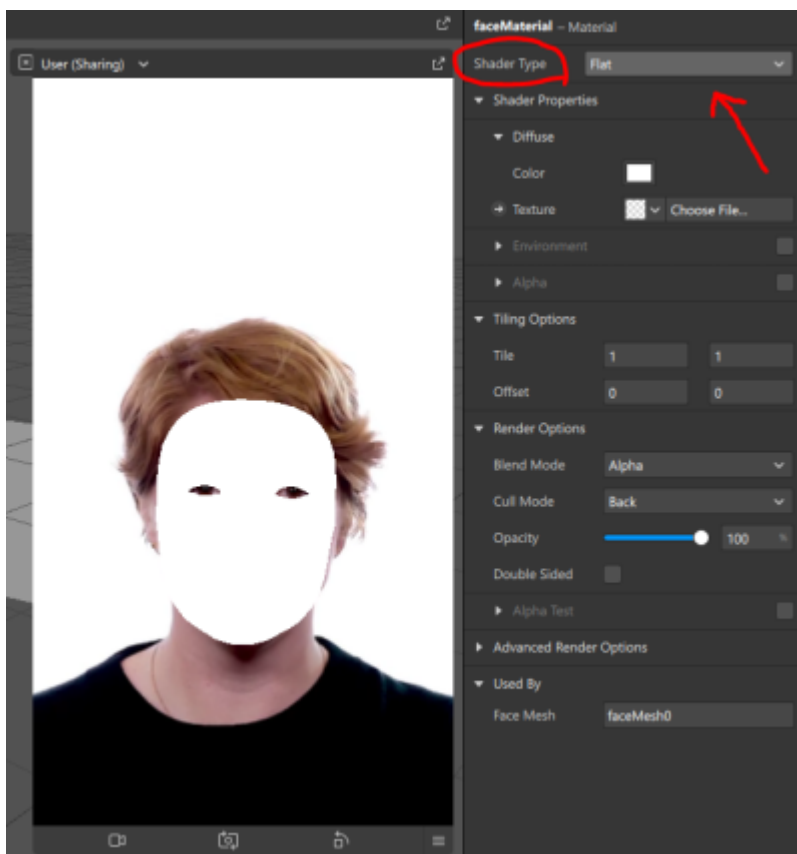 faceMaterial – Material
User (Sharing)
Shader Type Flat
Shader Properties
Diffuse
Color
Texture Choose File...
Environment
Alpha
Tiling Options
Tile 1 1
Offset 0 0
Render Options
Blend Mode Alpha
Cull Mode Back
Opacity 100 %
Double Sided
Alpha Test
Advanced Render Options
Used By
Face Mesh faceMesh0